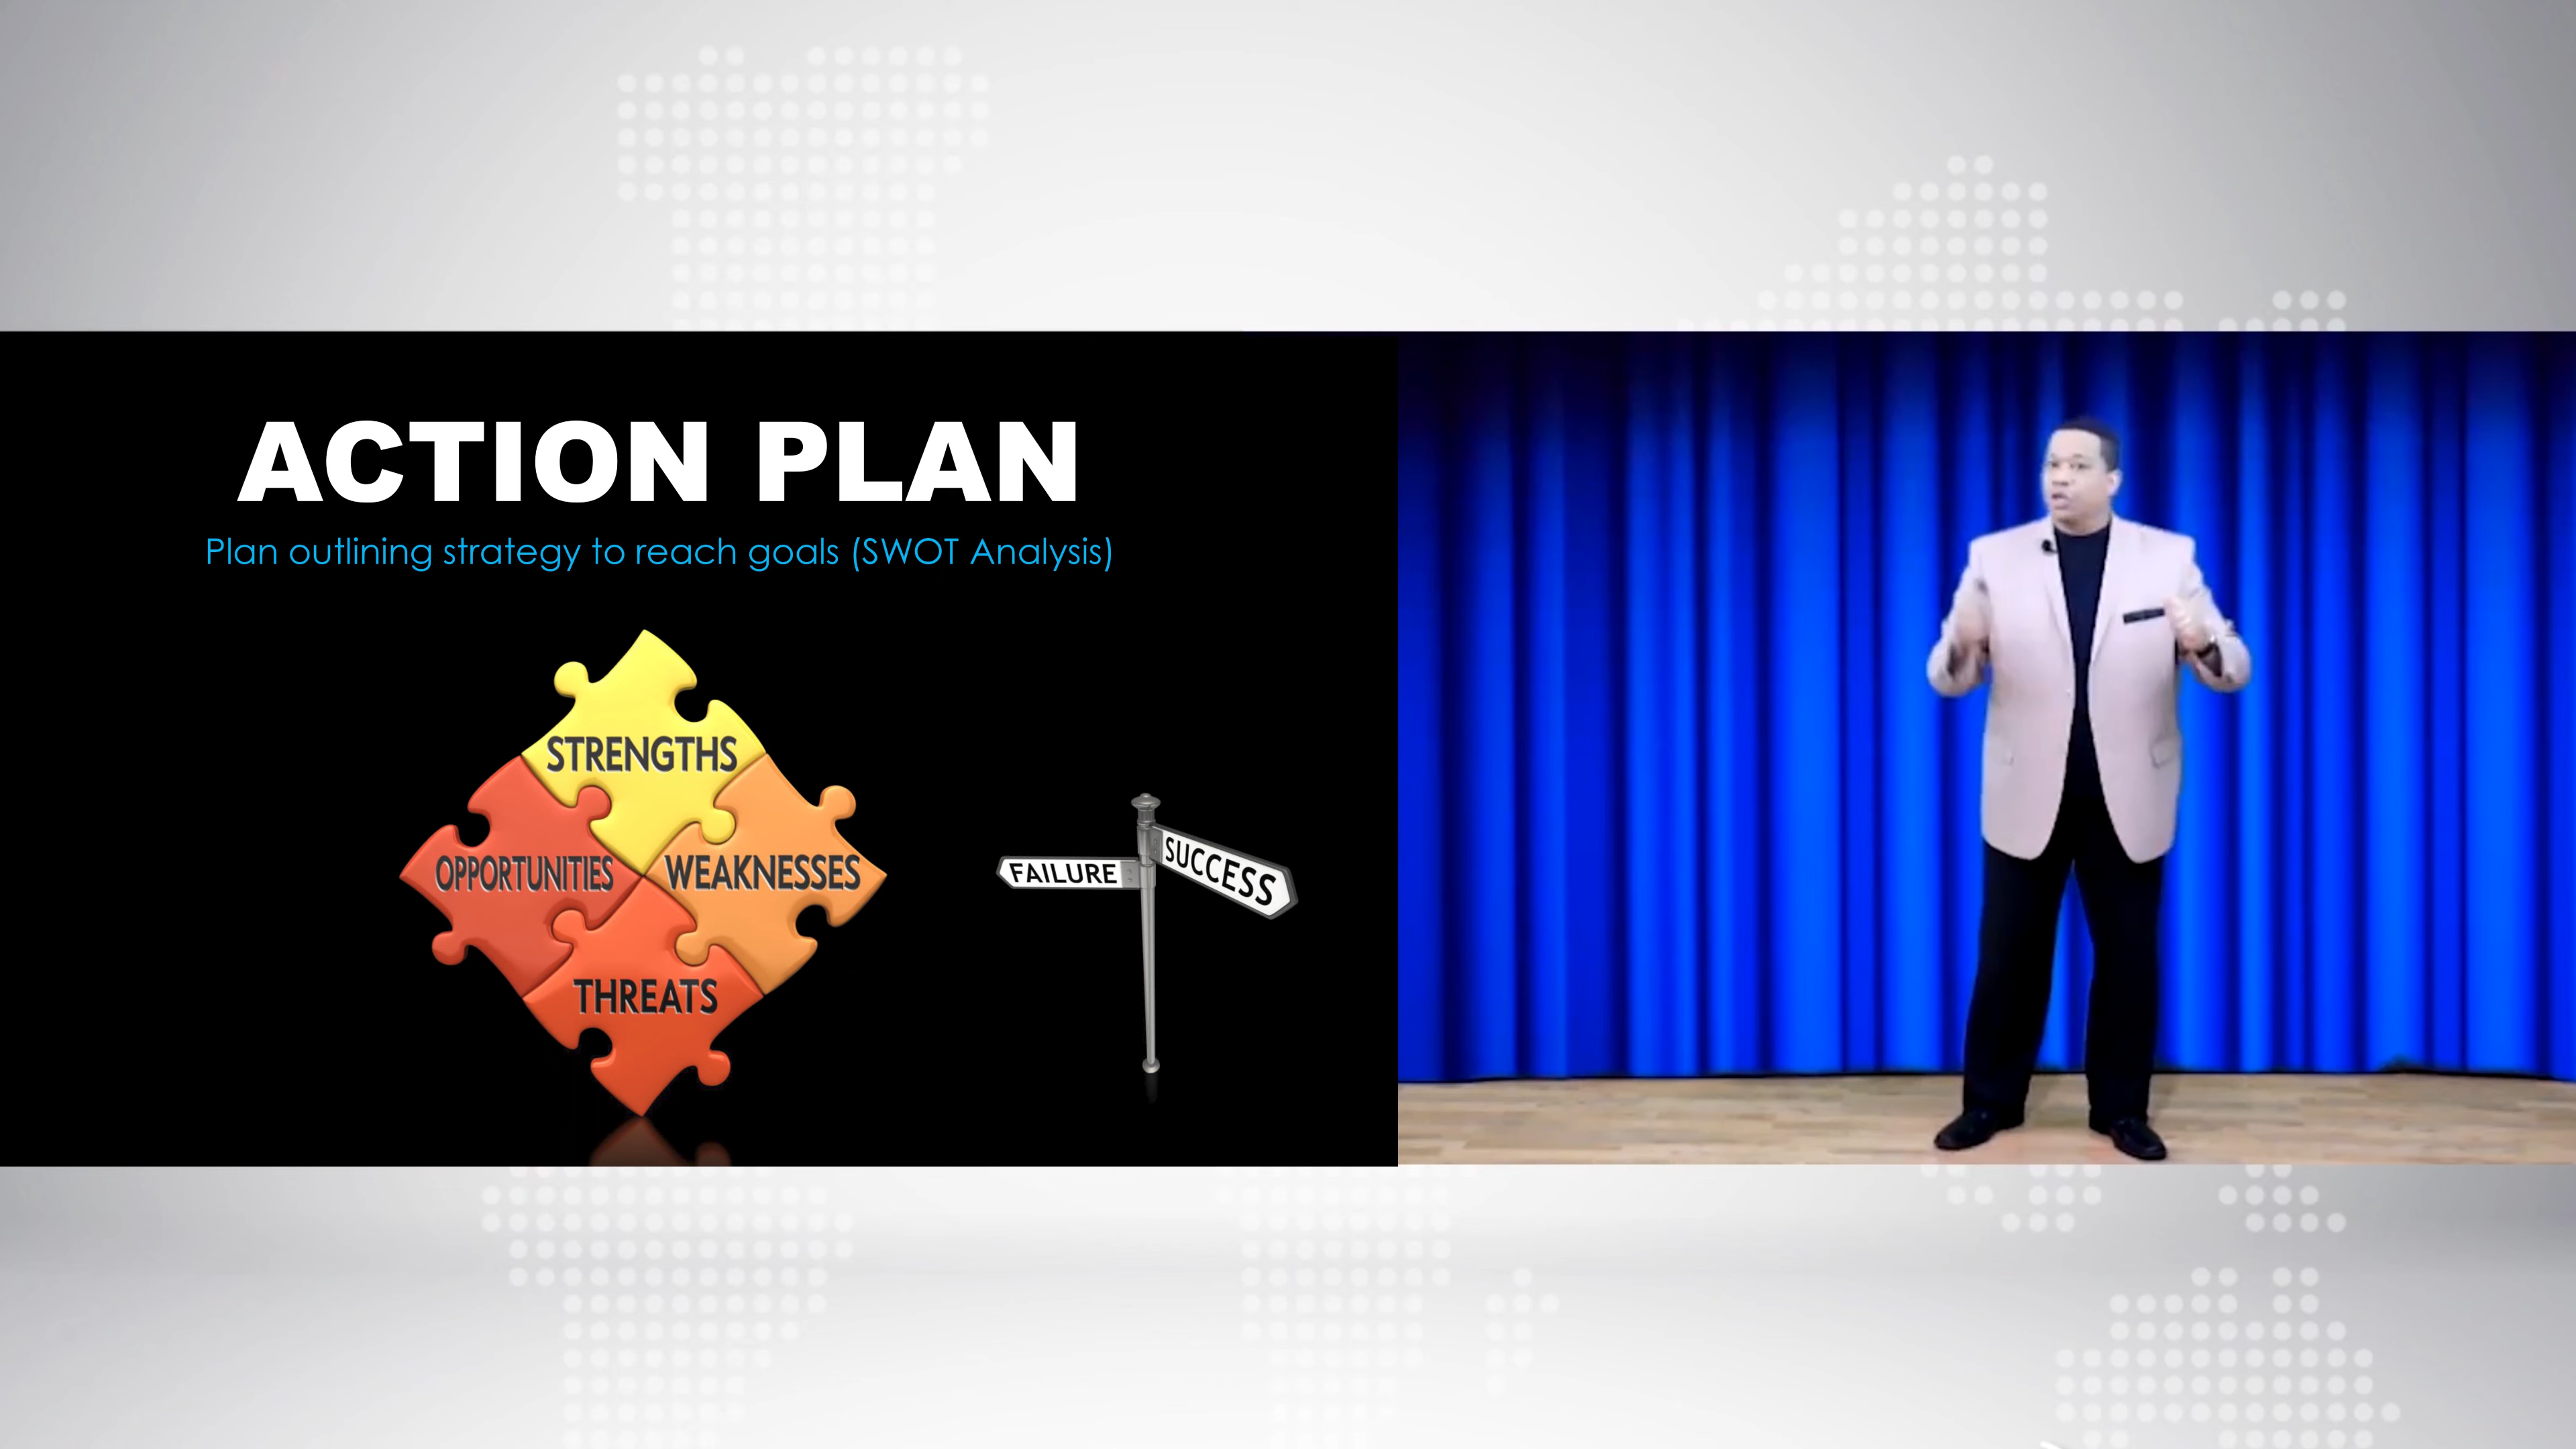 ACTION PLAN
Plan outlining strategy to reach goals (SWOT Analysis)
STRENGTHS
OPPORTUNITIES
WEAKNESSES
THREATS
FAILURE
SUCCESS